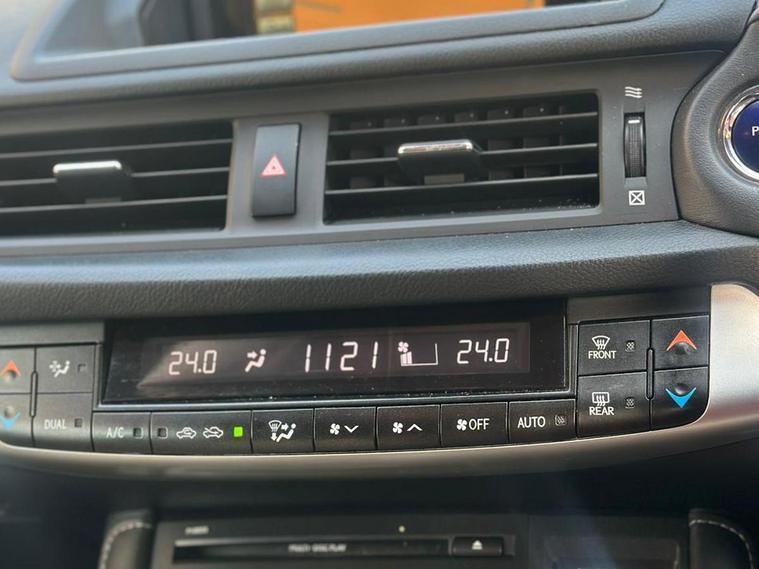 P
24.0 1121 24.0
FRONT
REAR
DUAL
A/C
OFF
AUTO